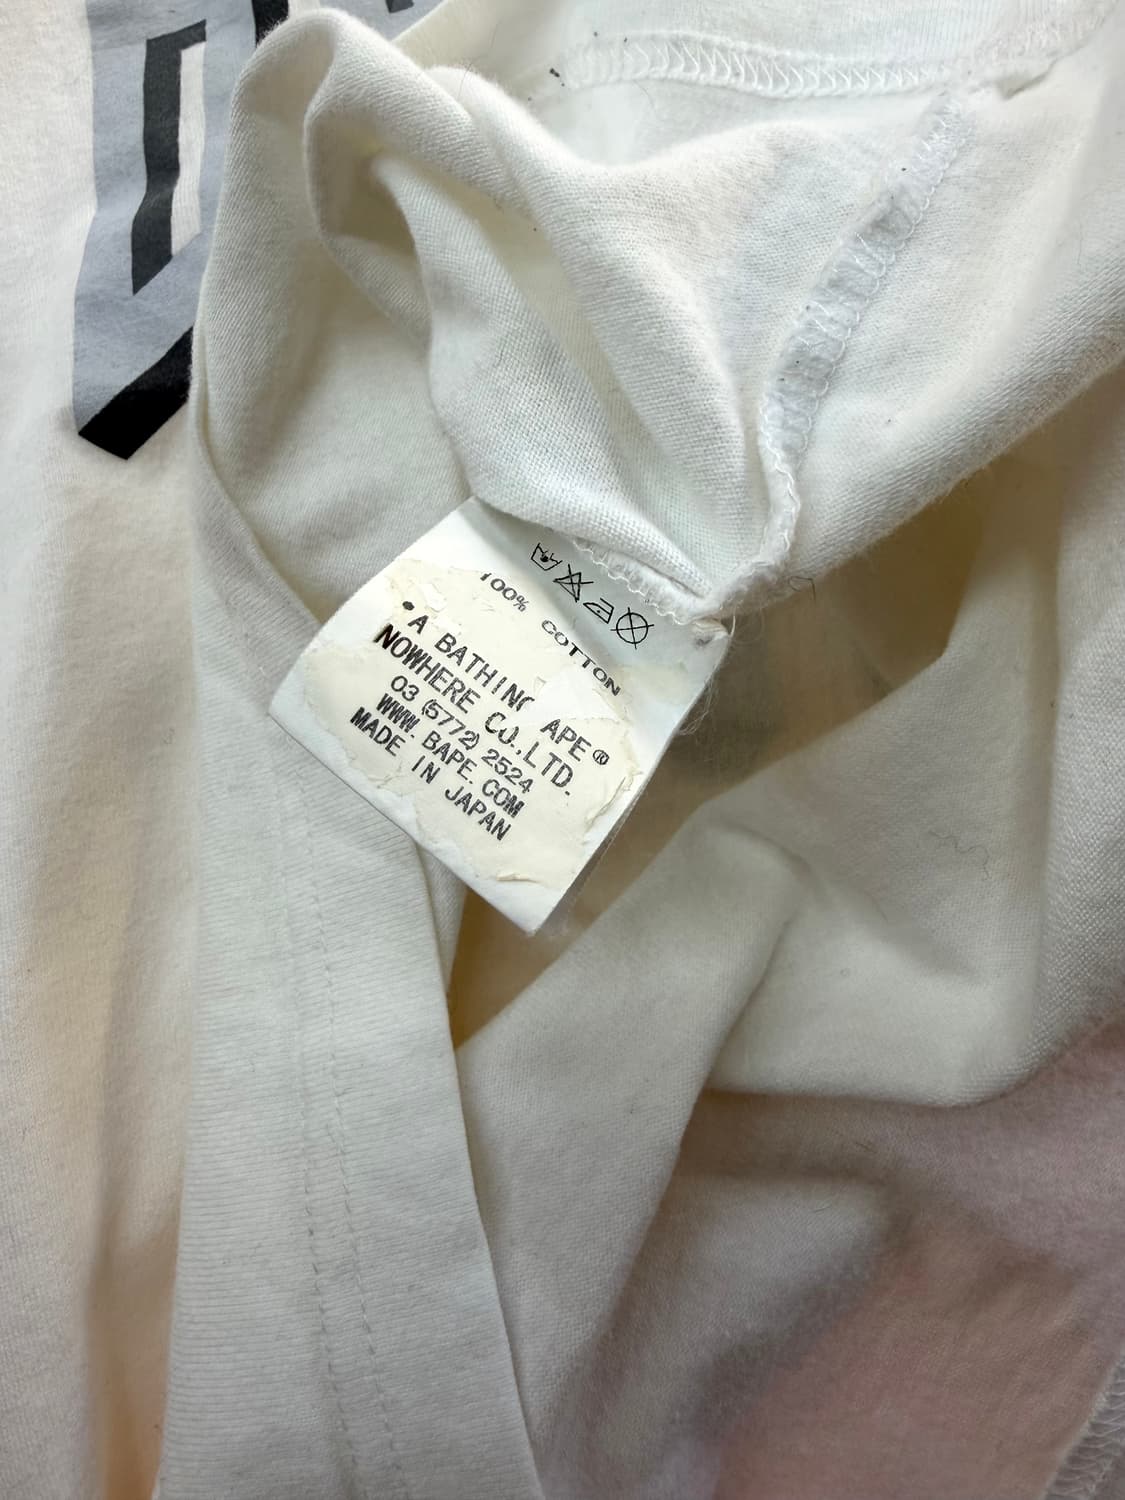 100% COTTON
•A BATHING APE®
NOWHERE CO.,LTD.
03 (5772) 2524
WWW. BAPE. COM
MADE IN JAPAN